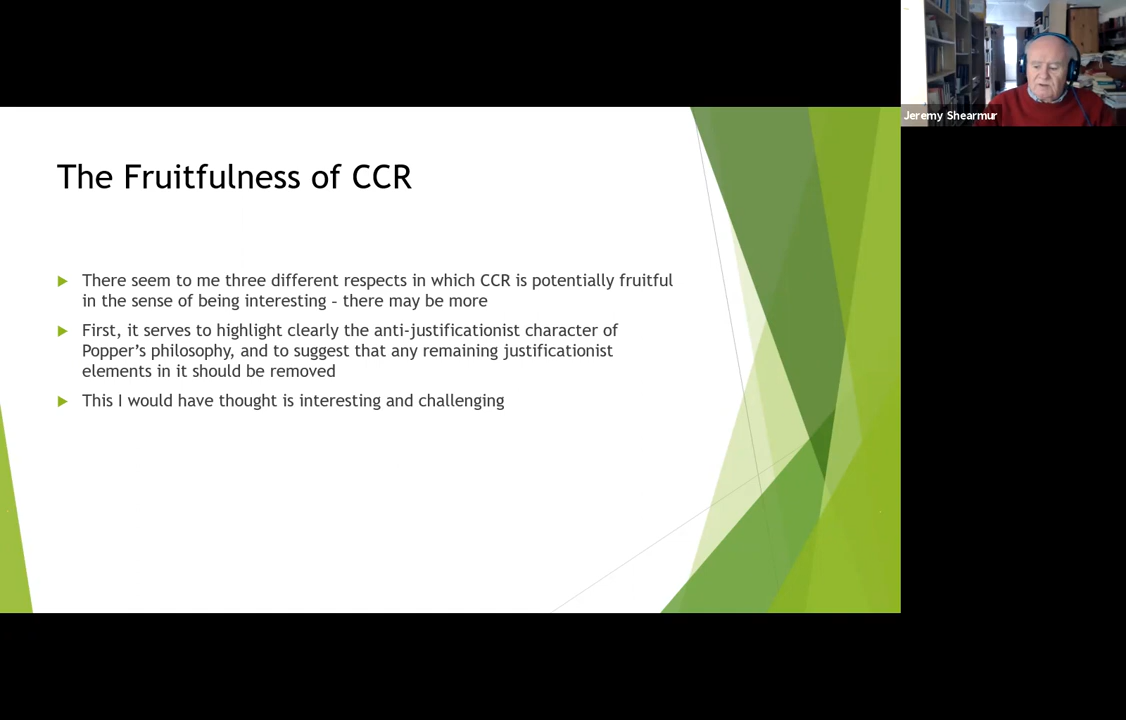 The Fruitfulness of CCR
There seem to me three different respects in which CCR is potentially fruitful
in the sense of being interesting – there may be more
First, it serves to highlight clearly the anti-justificationist character of
Popper's philosophy, and to suggest that any remaining justificationist
elements in it should be removed
This I would have thought is interesting and challenging
Jeremy Shearmur